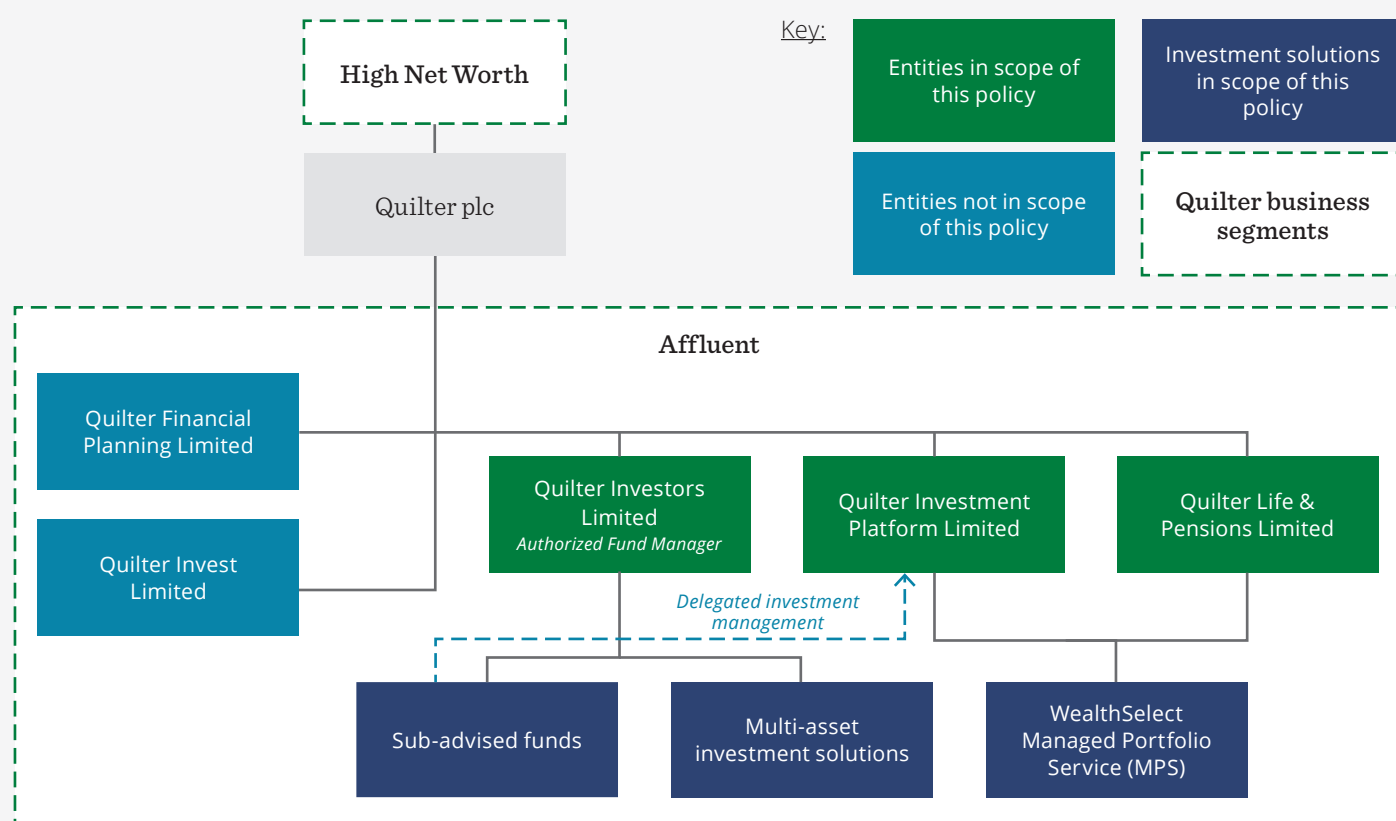 High Net Worth
Quilter plc
Key:
Entities in scope of
this policy
Investment solutions
in scope of this
policy
Entities not in scope
of this policy
Quilter business
segments
Affluent
Quilter Financial
Planning Limited
Quilter Invest
Limited
Quilter Investors
Limited
Authorized Fund Manager
Quilter Investment
Platform Limited
Quilter Life &
Pensions Limited
Delegated investment
management
Sub-advised funds
Multi-asset
investment solutions
WealthSelect
Managed Portfolio
Service (MPS)